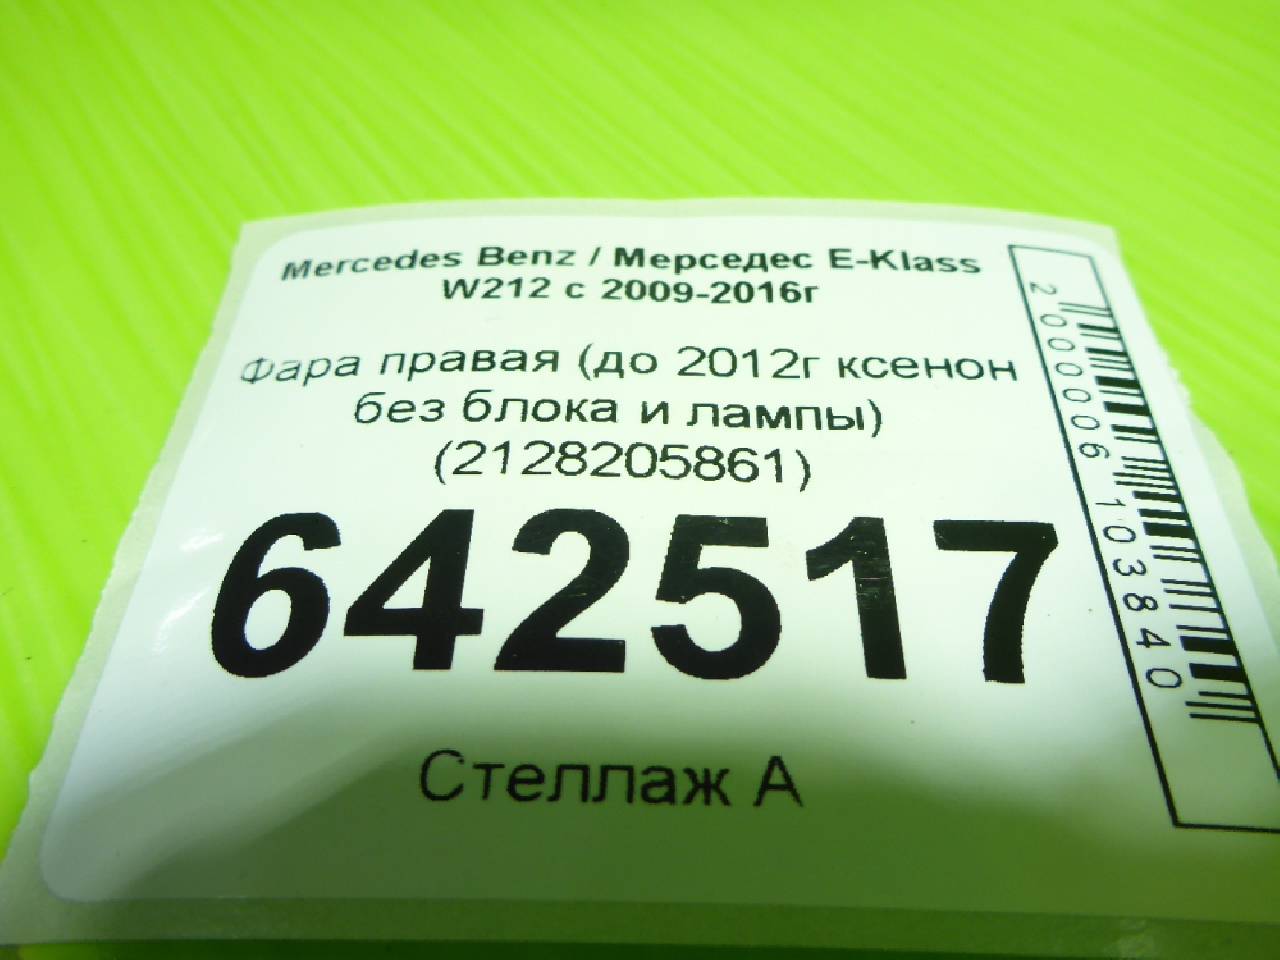 Mercedes Benz / Мерседес E-Klass
W212 с 2009-2016г
Фара правая (до 2012г ксенон
без блока и лампы)
(2128205861)
642517
Стеллаж А
2000006103840